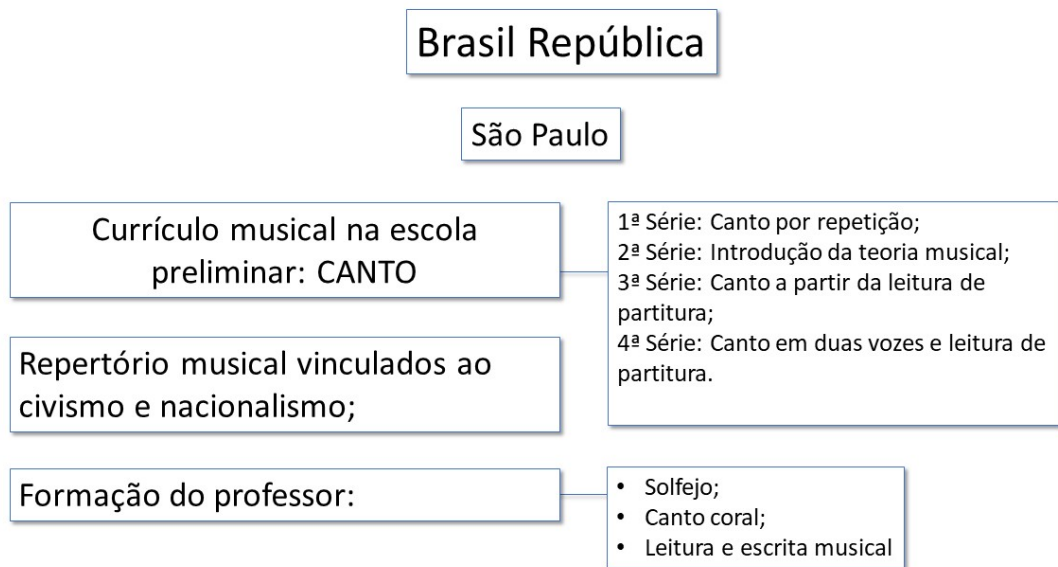 Brasil República
São Paulo
Currículo musical na escola
preliminar: CANTO
1ª Série: Canto por repetição;
2ª Série: Introdução da teoria musical;
3ª Série: Canto a partir da leitura de
partitura;
4ª Série: Canto em duas vozes e leitura de
partitura.
Repertório musical vinculados ao
civismo e nacionalismo;
Formação do professor:
• Solfejo;
• Canto coral;
• Leitura e escrita musical